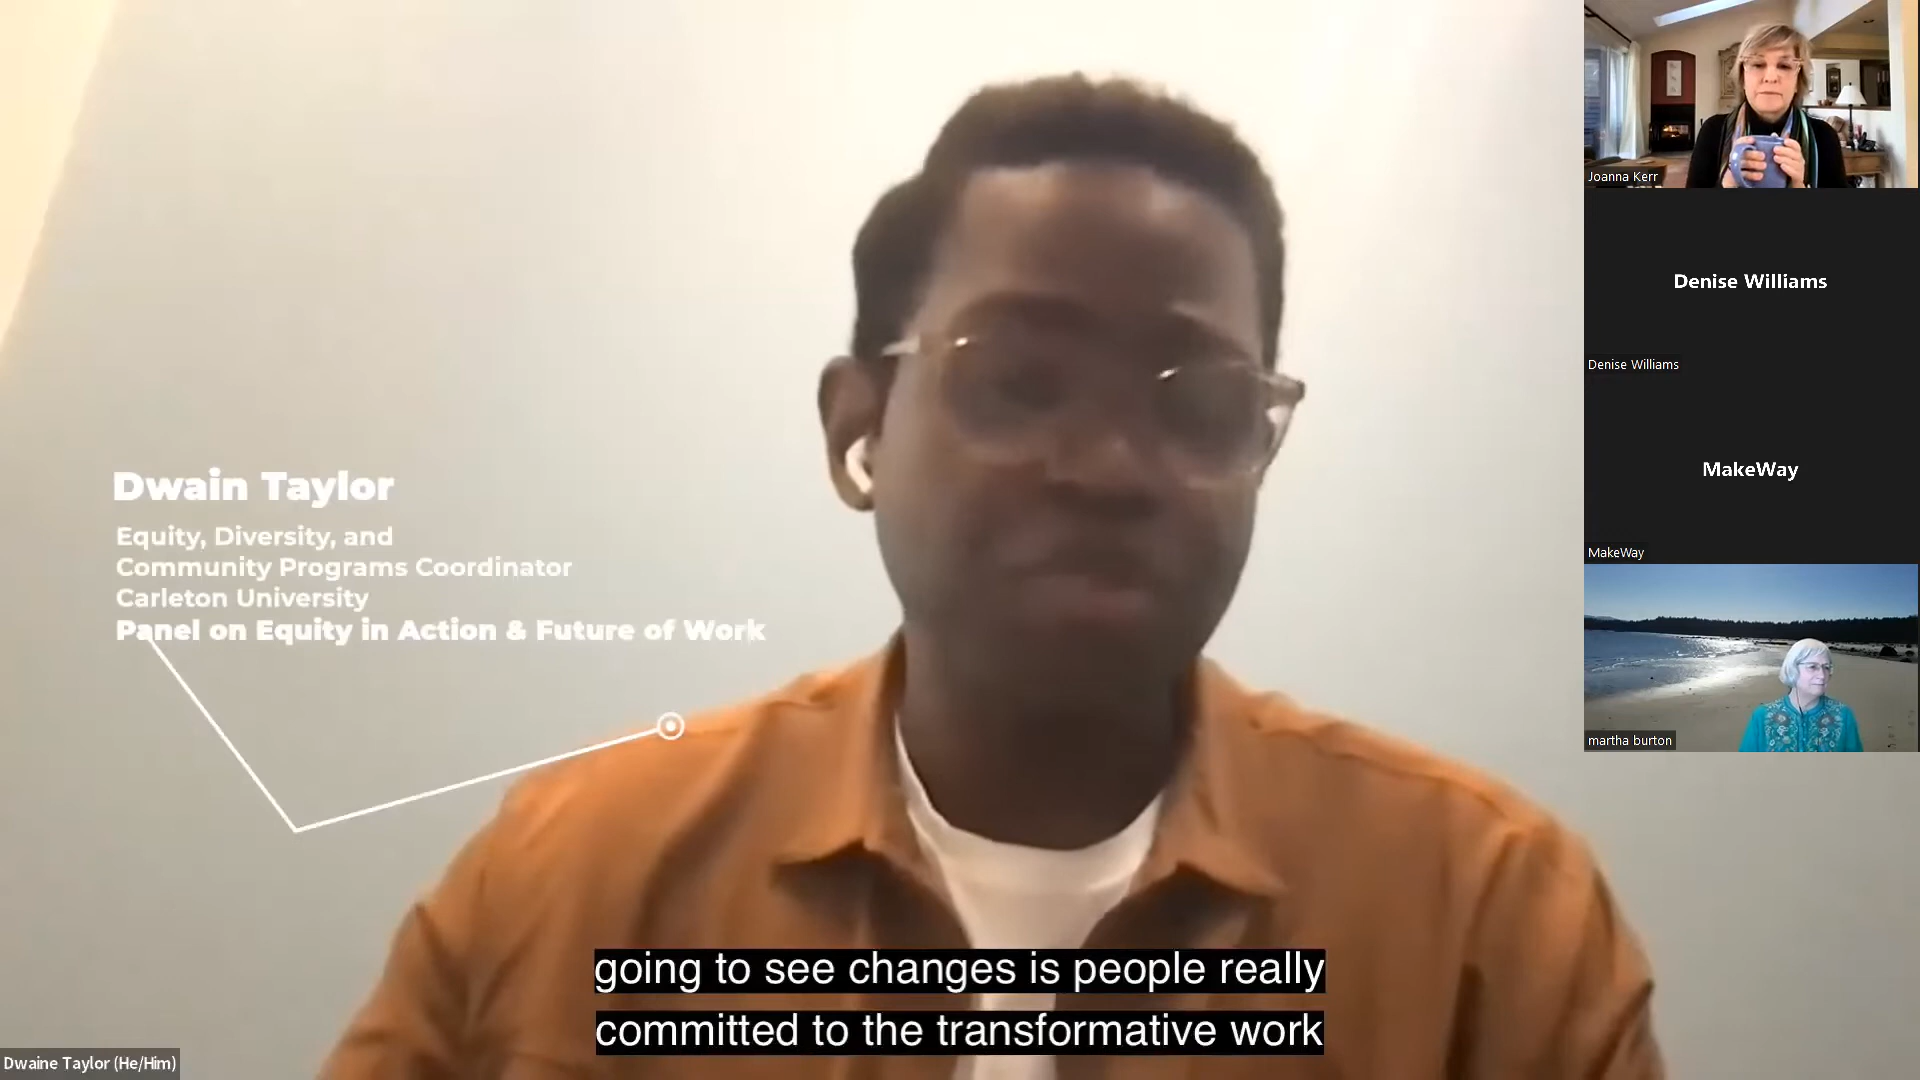 Dwain Taylor
Equity, Diversity, and
Community Programs Coordinator
Carleton University
Panel on Equity in Action & Future of Work
going to see changes is people really
committed to the transformative work
Dwaine Taylor (He/Him)
Joanna Kerr
Denise Williams
Denise Williams
MakeWay
MakeWay
martha burton